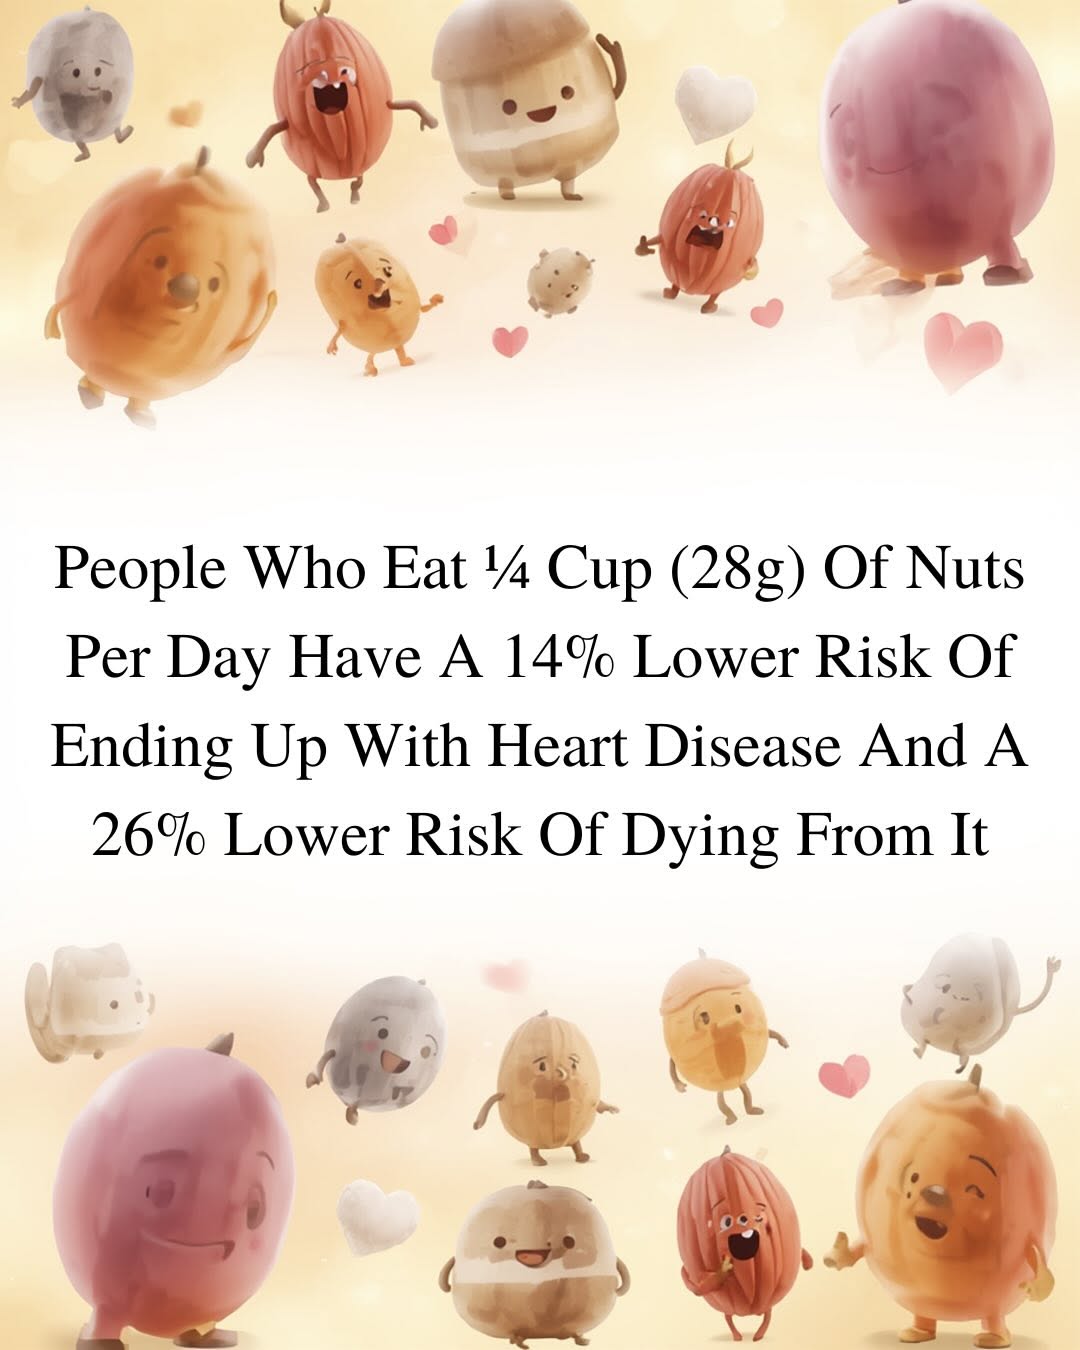 People Who Eat ¼ Cup (28g) Of Nuts
Per Day Have A 14% Lower Risk Of
Ending Up With Heart Disease And A
26% Lower Risk Of Dying From It